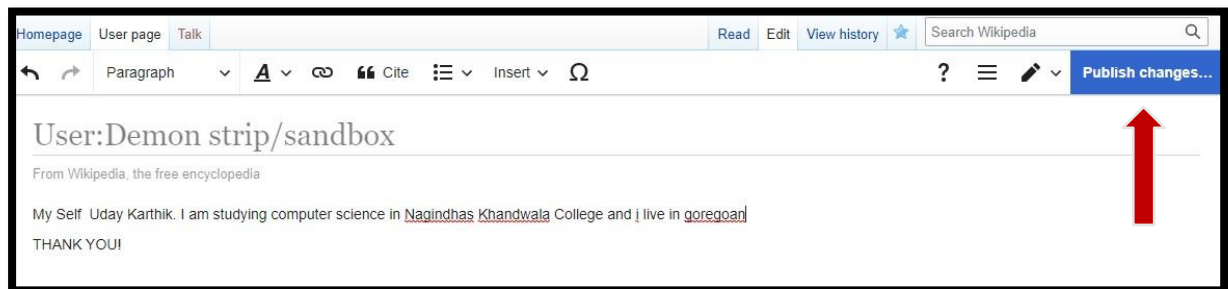 Homepage User page Talk Read Edit View history Search Wikipedia
Paragraph A Cite Insert Ω ? Publish changes...
User:Demon strip/sandbox
From Wikipedia, the free encyclopedia
My Self Uday Karthik. I am studying computer science in Nagindhas Khandwala College and i live in goregoan
THANK YOU!